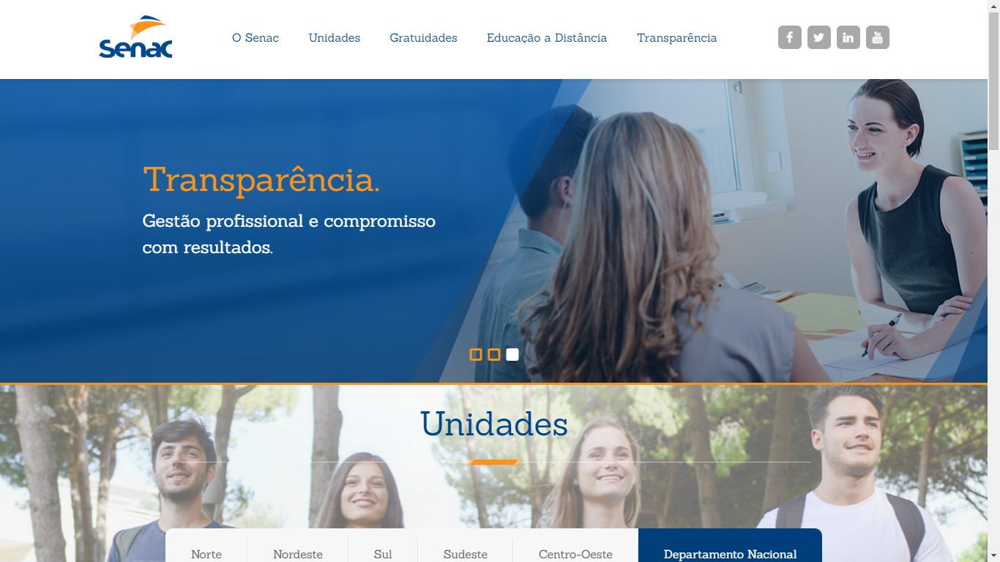 Senac
O Senac
Unidades
Gratuidades
Educação a Distância
Transparência
Transparência.
Gestão profissional e compromisso
com resultados.
Unidades
Norte
Nordeste
Sul
Sudeste
Centro-Oeste
Departamento Nacional